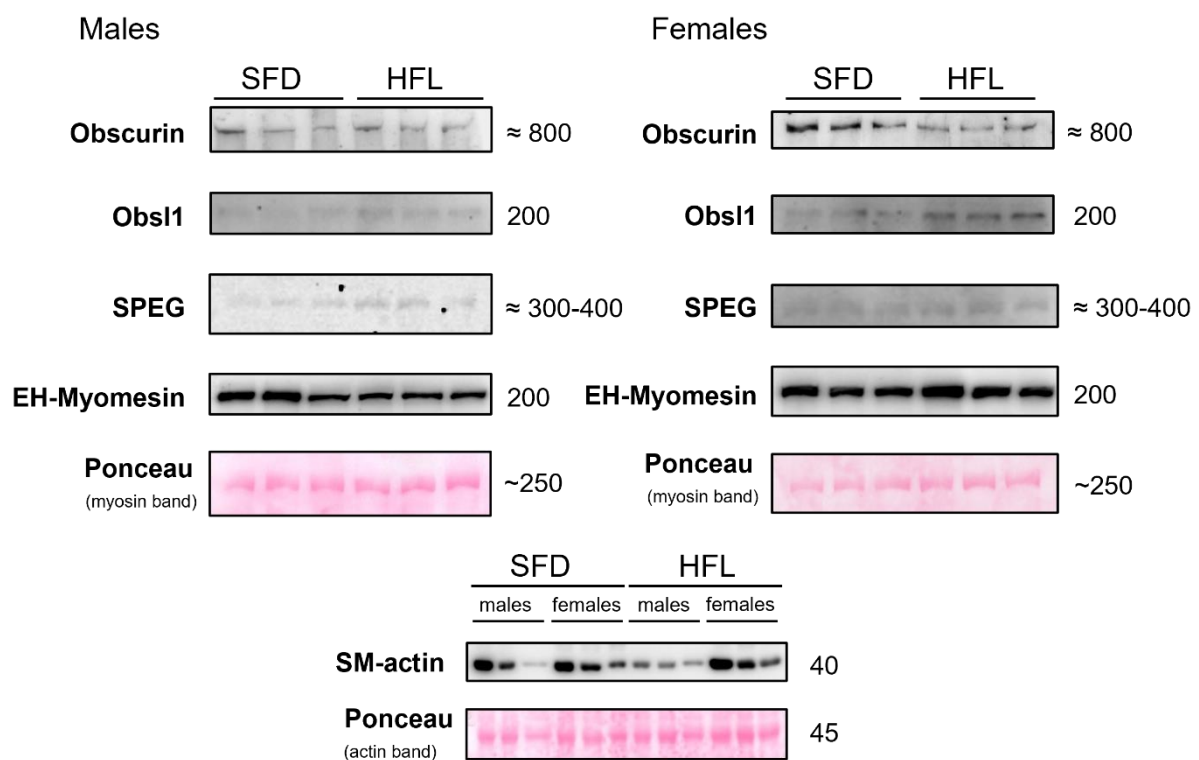 Males
SFD HFL
Obscurin ≈ 800
Obsl1 200
SPEG ≈ 300-400
EH-Myomesin 200
Ponceau
(myosin band) ~250
Females
SFD HFL
Obscurin ≈ 800
Obsl1 200
SPEG ≈ 300-400
EH-Myomesin 200
Ponceau
(myosin band) ~250
SFD HFL
males females males females
SM-actin 40
Ponceau
(actin band) 45